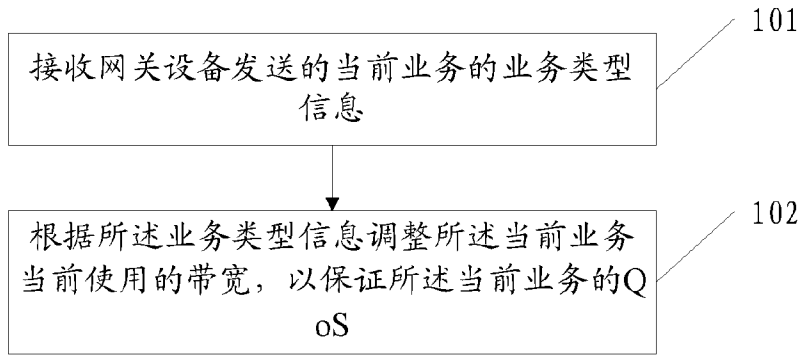 101
接收网关设备发送的当前业务的业务类型
信息
102
根据所述业务类型信息调整所述当前业务
当前使用的带宽，以保证所述当前业务的Q
oS